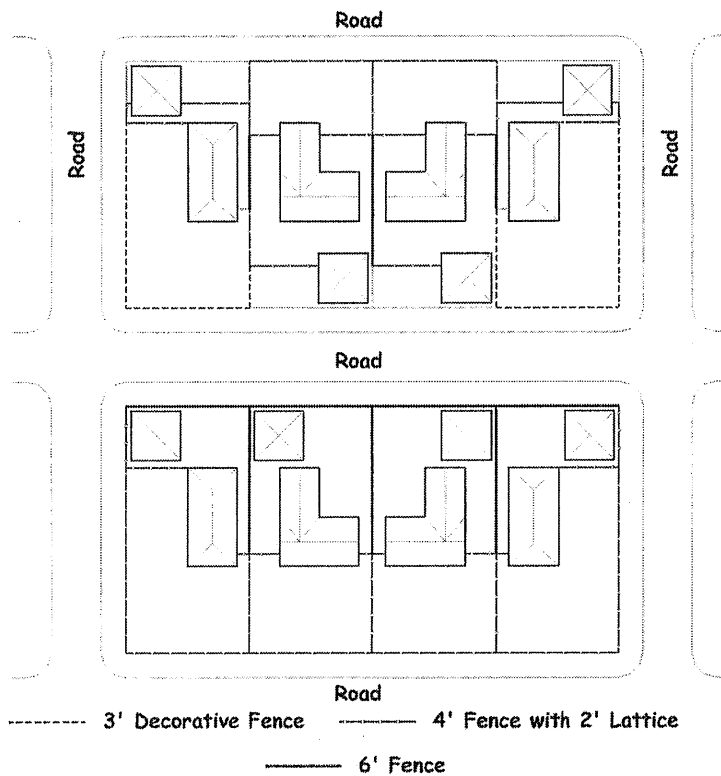 Road
Road
Road
Road
Road
3' Decorative Fence
4' Fence with 2' Lattice
6' Fence